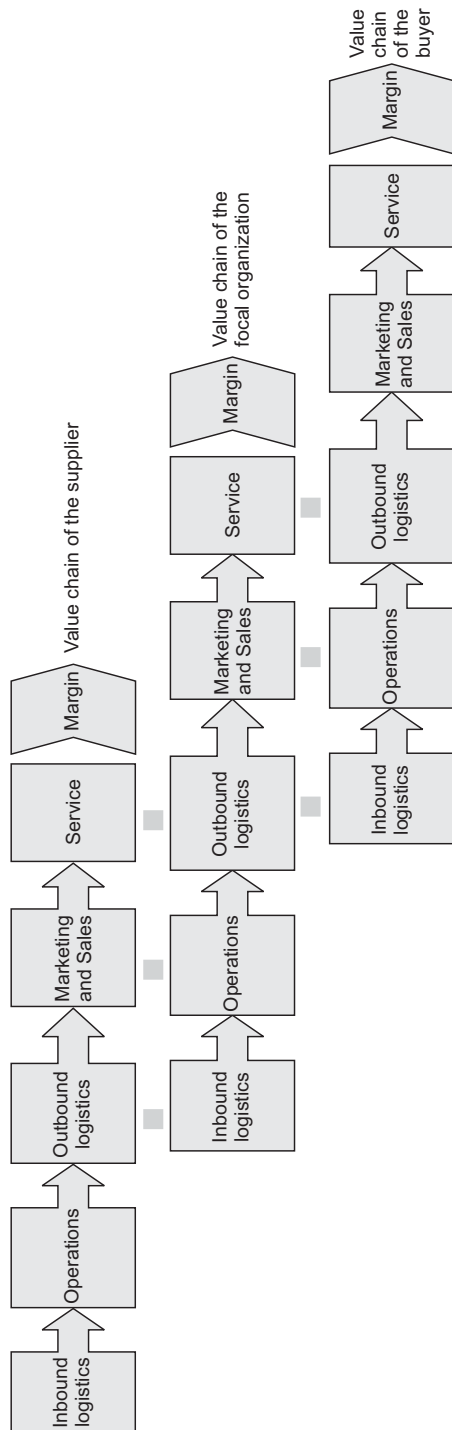 Inbound
logistics
Operations
Outbound
logistics
Marketing
and Sales
Service
Margin
Value chain of the supplier
Inbound
logistics
Operations
Outbound
logistics
Marketing
and Sales
Service
Margin
Value chain of the
focal organization
Inbound
logistics
Operations
Outbound
logistics
Marketing
and Sales
Service
Margin
Value
chain
of the
buyer